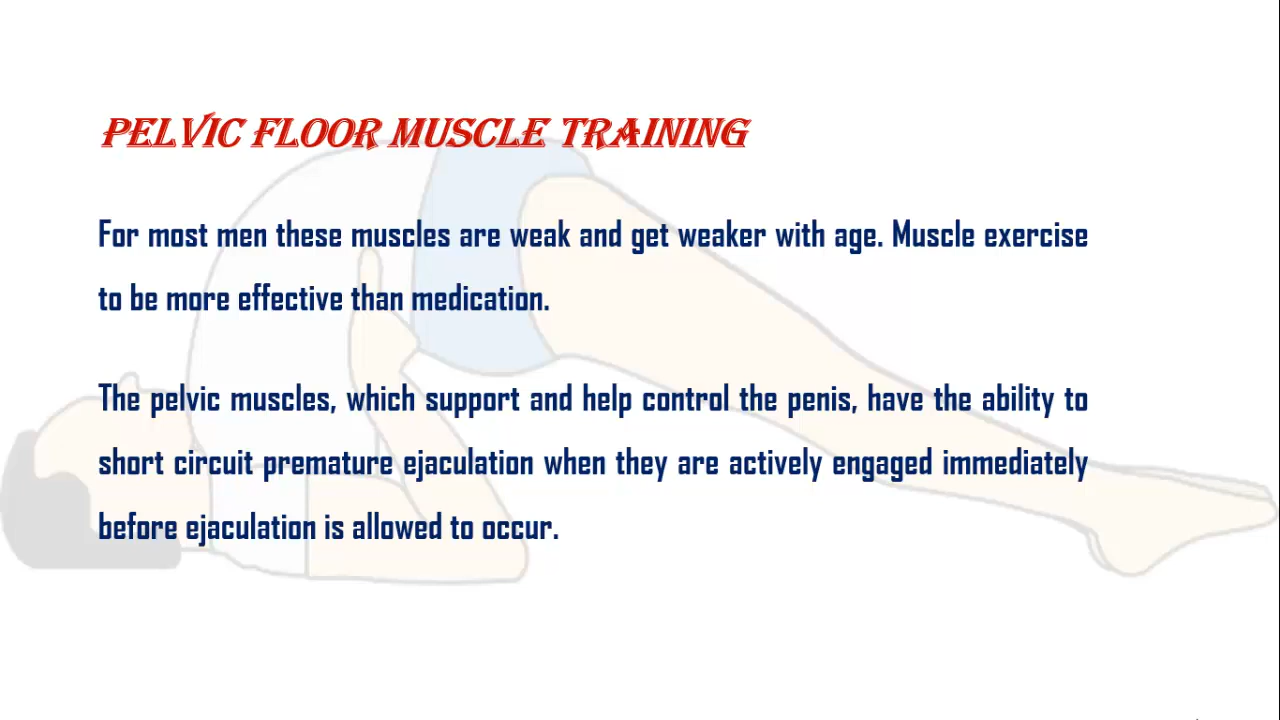 PELVIC FLOOR MUSCLE TRAINING
For most men these muscles are weak and get weaker with age. Muscle exercise
to be more effective than medication.
The pelvic muscles, which support and help control the penis, have the ability to
short circuit premature ejaculation when they are actively engaged immediately
before ejaculation is allowed to occur.